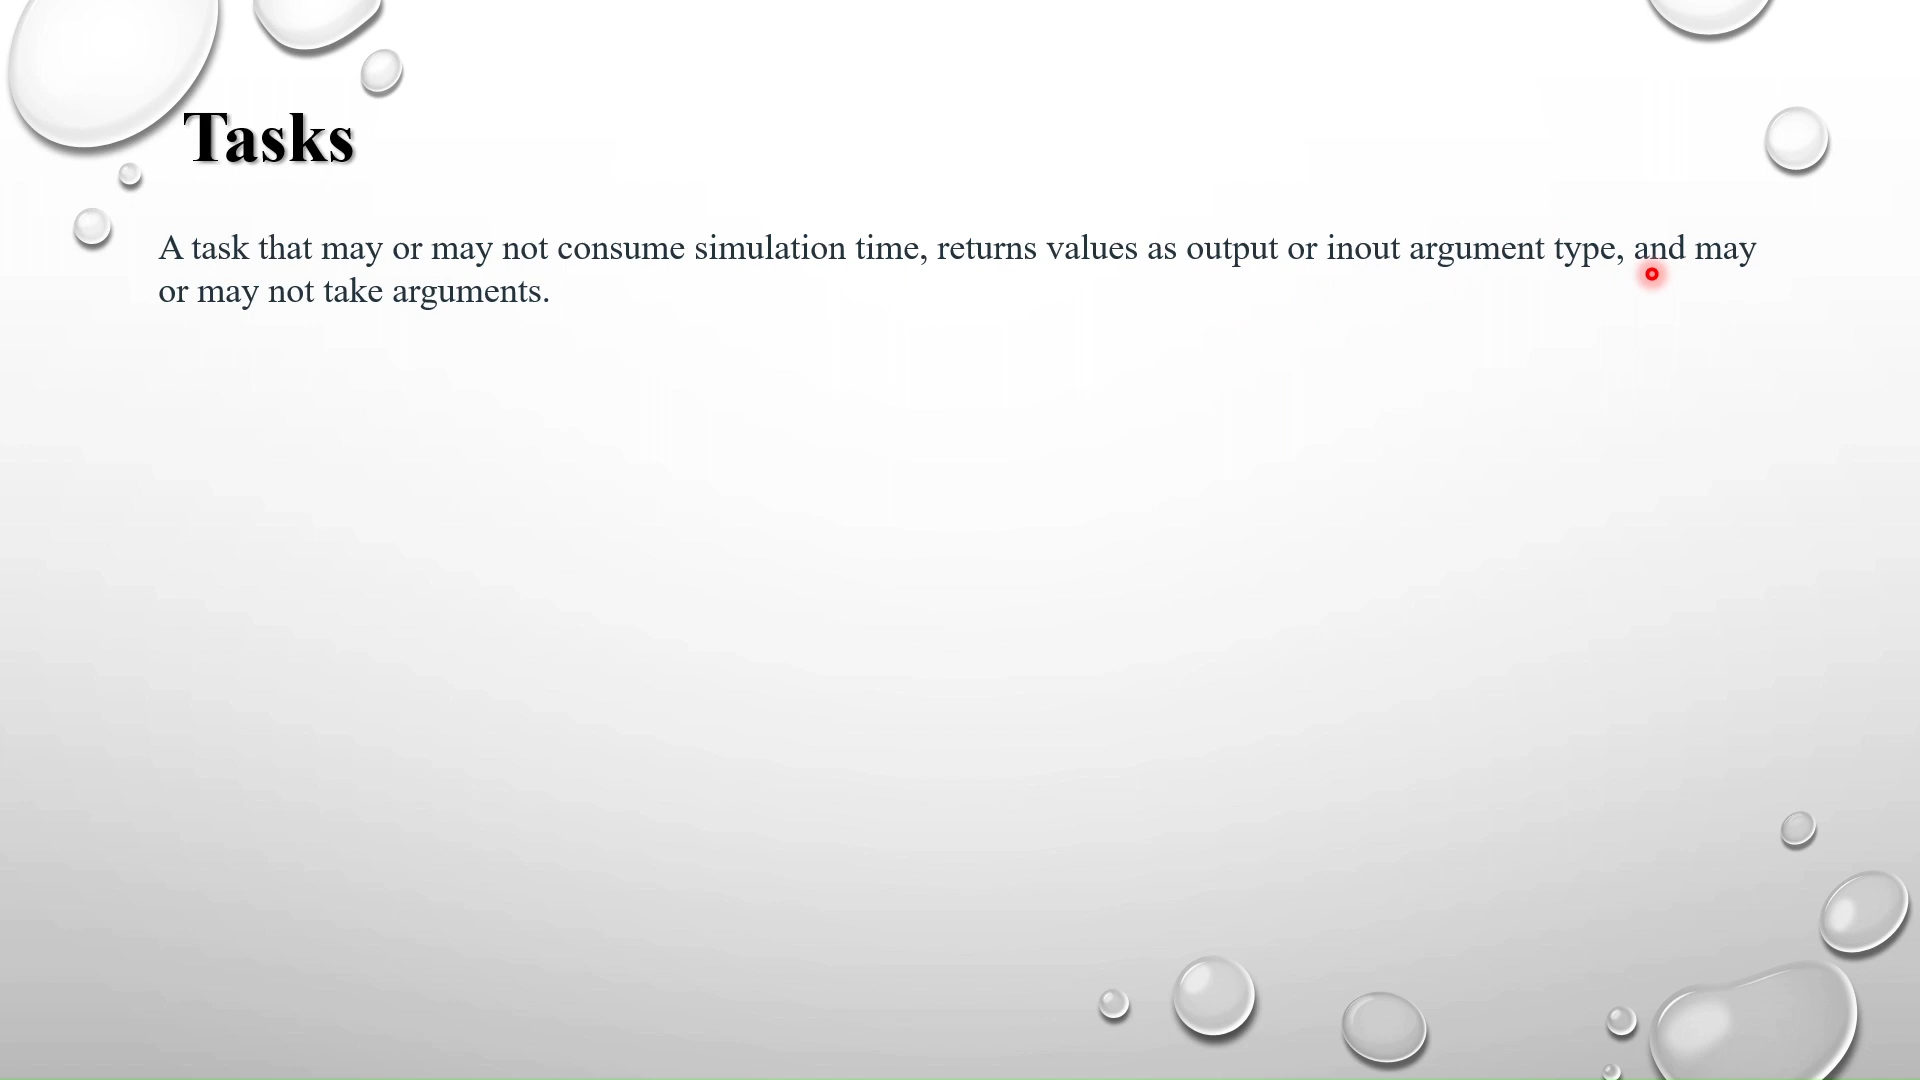 Tasks
A task that may or may not consume simulation time, returns values as output or inout argument type, and may
or may not take arguments.